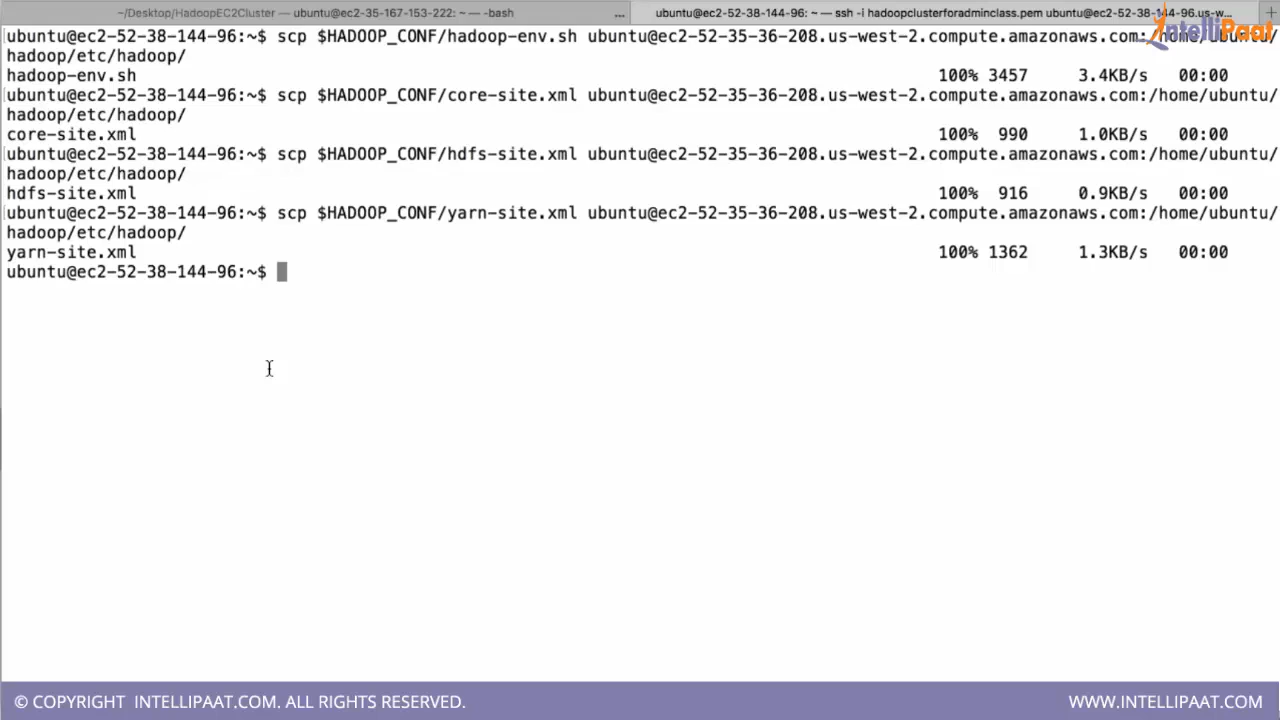 ~/Desktop/HadoopEC2Cluster — ubuntu@ec2-35-167-153-222: ~ — -bash ... ubuntu@ec2-52-38-144-96: ~ — ssh -i hadoopclusterforadminclass.pem ubuntu@ec2-52-38-144-96.us-w... +
IntelliPaat
ubuntu@ec2-52-38-144-96:~$ scp $HADOOP_CONF/hadoop-env.sh ubuntu@ec2-52-35-36-208.us-west-2.compute.amazonaws.com:/home/ubuntu/
hadoop/etc/hadoop/
hadoop-env.sh 100% 3457 3.4KB/s 00:00
ubuntu@ec2-52-38-144-96:~$ scp $HADOOP_CONF/core-site.xml ubuntu@ec2-52-35-36-208.us-west-2.compute.amazonaws.com:/home/ubuntu/
hadoop/etc/hadoop/
core-site.xml 100% 990 1.0KB/s 00:00
ubuntu@ec2-52-38-144-96:~$ scp $HADOOP_CONF/hdfs-site.xml ubuntu@ec2-52-35-36-208.us-west-2.compute.amazonaws.com:/home/ubuntu/
hadoop/etc/hadoop/
hdfs-site.xml 100% 916 0.9KB/s 00:00
ubuntu@ec2-52-38-144-96:~$ scp $HADOOP_CONF/yarn-site.xml ubuntu@ec2-52-35-36-208.us-west-2.compute.amazonaws.com:/home/ubuntu/
hadoop/etc/hadoop/
yarn-site.xml 100% 1362 1.3KB/s 00:00
ubuntu@ec2-52-38-144-96:~$
© COPYRIGHT INTELLIPAAT.COM. ALL RIGHTS RESERVED. WWW.INTELLIPAAT.COM